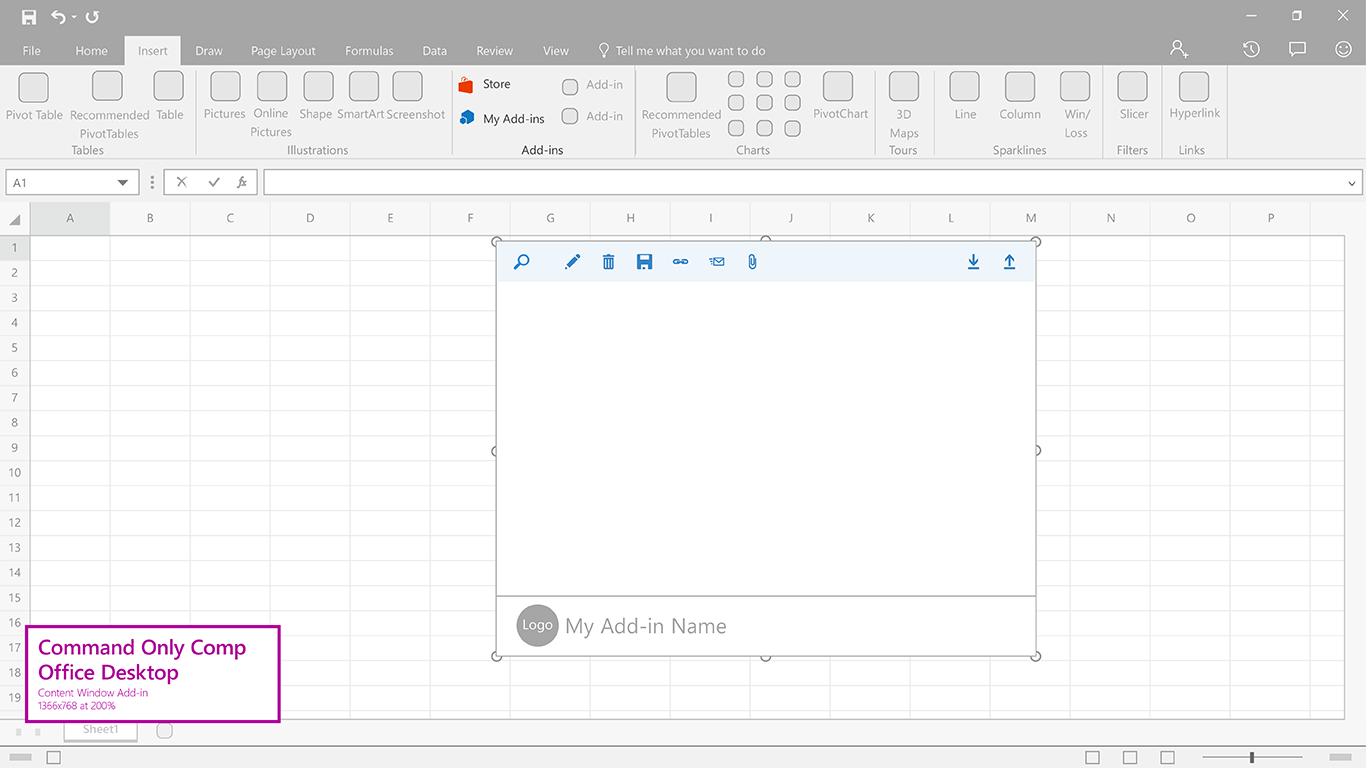 File Home Insert Draw Page Layout Formulas Data Review View Tell me what you want to do
Store Add-in
Pivot Table Recommended PivotTables Table Pictures Online Pictures Shape SmartArt Screenshot My Add-ins Add-in Recommended PivotTables PivotChart 3D Maps Line Column Win/ Loss Slicer Hyperlink
Tables Illustrations Add-ins Charts Tours Sparklines Filters Links
A1 fx
A B C D E F G H I J K L M N O P
1
2
3
4
5
6
7
8
9
10
11
12
13
14
15
16
17
18
19
Logo My Add-in Name
Command Only Comp
Office Desktop
Content Window Add-in
1366x768 at 200%
Sheet1